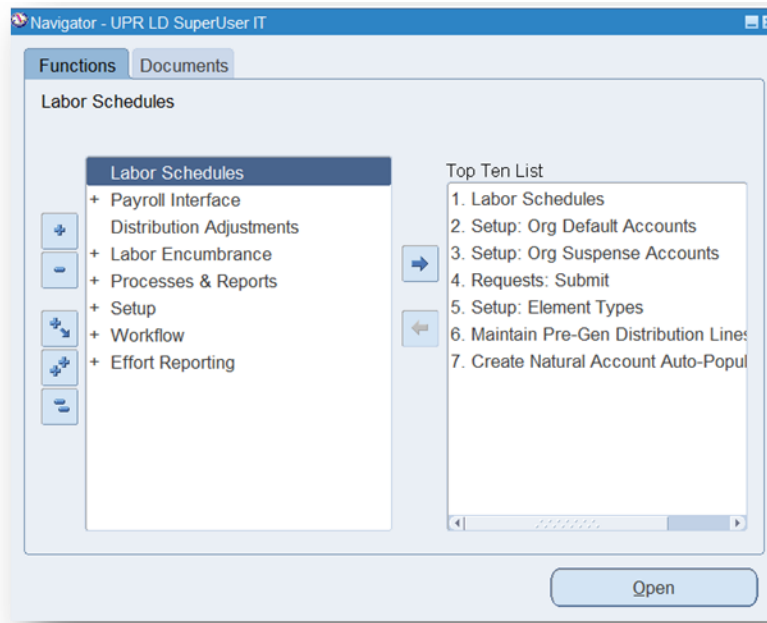 Navigator - UPR LD SuperUser IT
Functions Documents
Labor Schedules
Labor Schedules
+ Payroll Interface
Distribution Adjustments
+ Labor Encumbrance
+ Processes & Reports
+ Setup
+ Workflow
+ Effort Reporting
Top Ten List
1. Labor Schedules
2. Setup: Org Default Accounts
3. Setup: Org Suspense Accounts
4. Requests: Submit
5. Setup: Element Types
6. Maintain Pre-Gen Distribution Lines
7. Create Natural Account Auto-Popul
Open